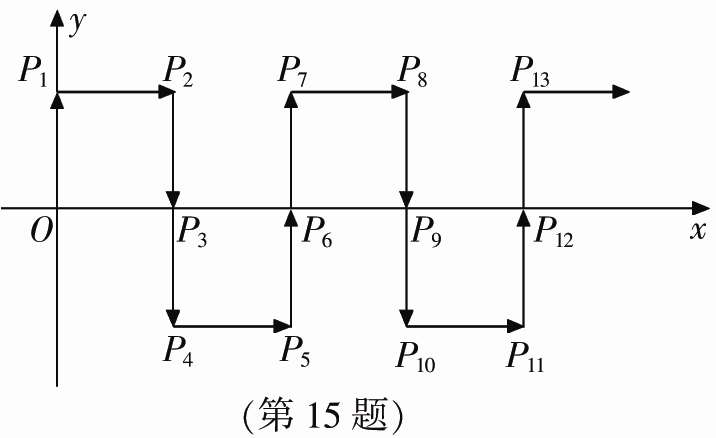 y
P₁ P₂ P₇ P₈ P₁₃
O P₃ P₆ P₉ P₁₂ x
P₄ P₅ P₁₀ P₁₁
(第 15 题)